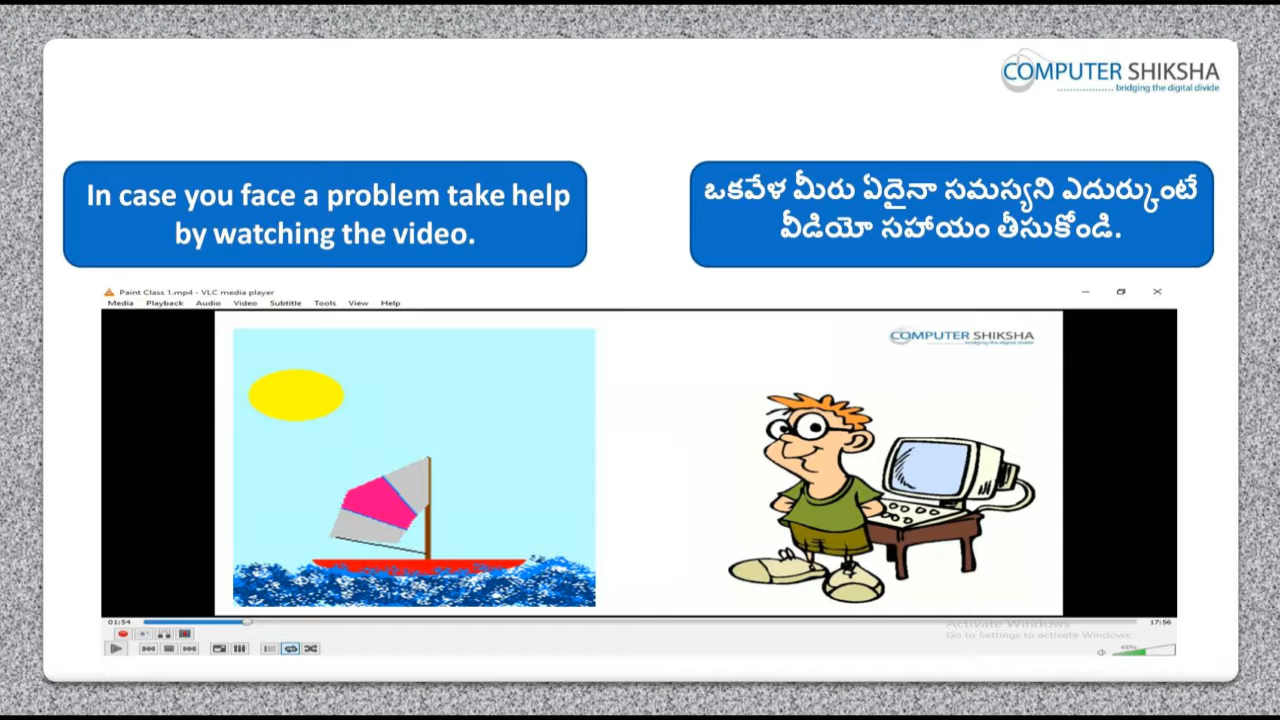 COMPUTER SHIKSHA
bridging the digital divide
In case you face a problem take help
by watching the video.
ఒకవేళ మీరు ఏదైనా సమస్యని ఎదుర్కుంటే
వీడియో సహాయం తీసుకోండి.
Paint Class 1.mp4 - VLC media player
Media Playback Audio Video Subtitle Tools View Help
COMPUTER SHIKSHA
bridging the digital divide
01:54
17:56
Activate Windows
Go to Settings to activate Windows.
65%